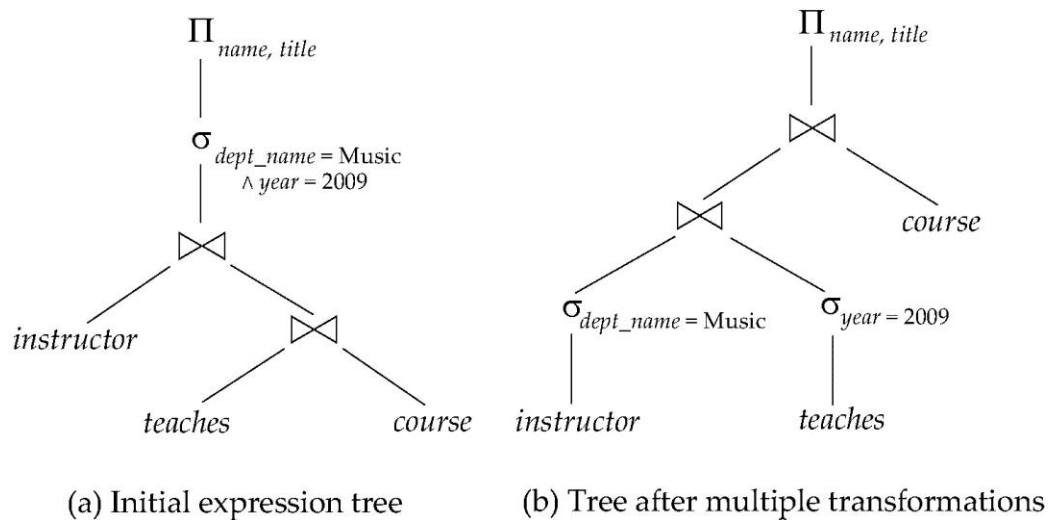 Π name, title
σ dept_name = Music
∧ year = 2009
instructor
teaches
course
(a) Initial expression tree
Π name, title
course
σ dept_name = Music
σ year = 2009
instructor
teaches
(b) Tree after multiple transformations